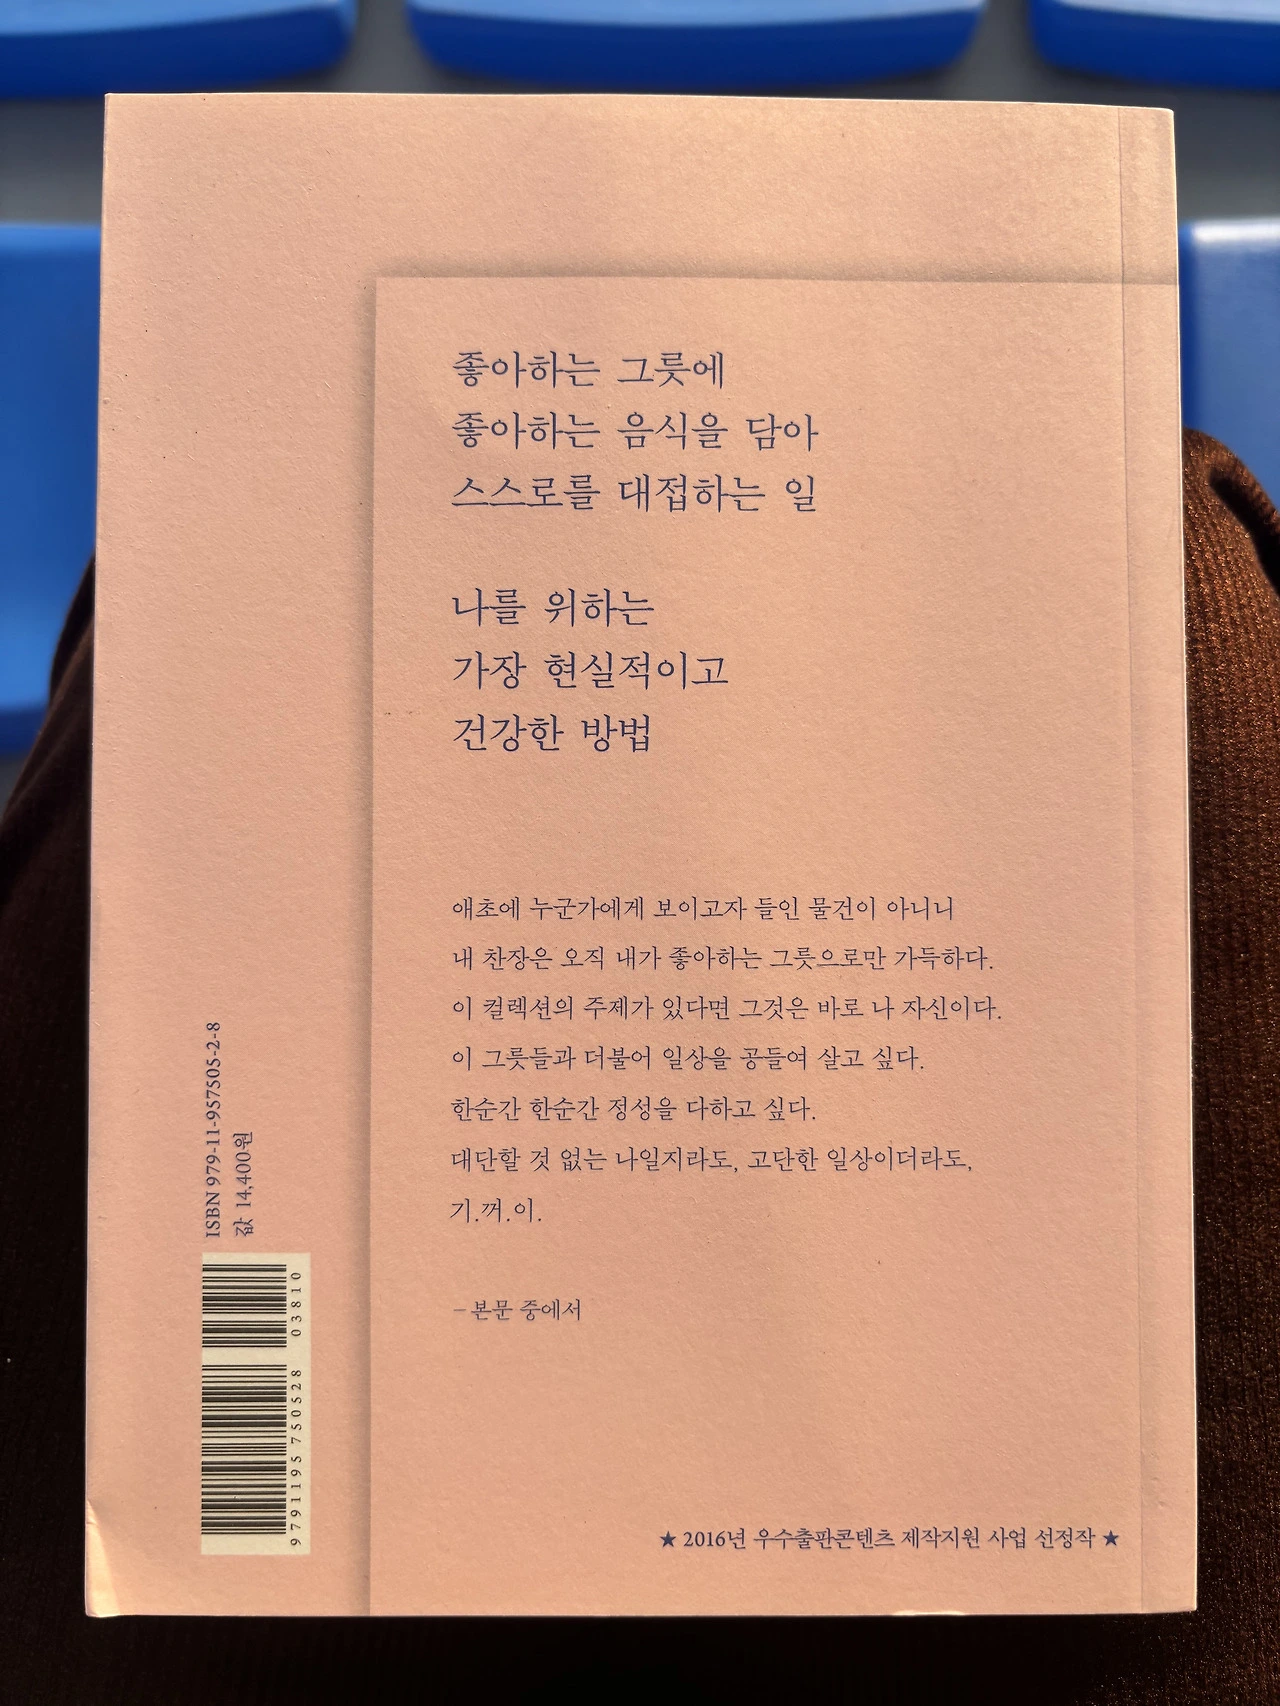 좋아하는 그릇에
좋아하는 음식을 담아
스스로를 대접하는 일
나를 위하는
가장 현실적이고
건강한 방법
애초에 누군가에게 보이고자 들인 물건이 아니니
내 찬장은 오직 내가 좋아하는 그릇으로만 가득하다.
이 컬렉션의 주제가 있다면 그것은 바로 나 자신이다.
이 그릇들과 더불어 일상을 공들여 살고 싶다.
한순간 한순간 정성을 다하고 싶다.
대단할 것 없는 나일지라도, 고단한 일상이더라도,
기.꺼.이.
– 본문 중에서
ISBN 979-11-957505-2-8
값 14,400원
9791195750528
03810
★ 2016년 우수출판콘텐츠 제작지원 사업 선정작 ★